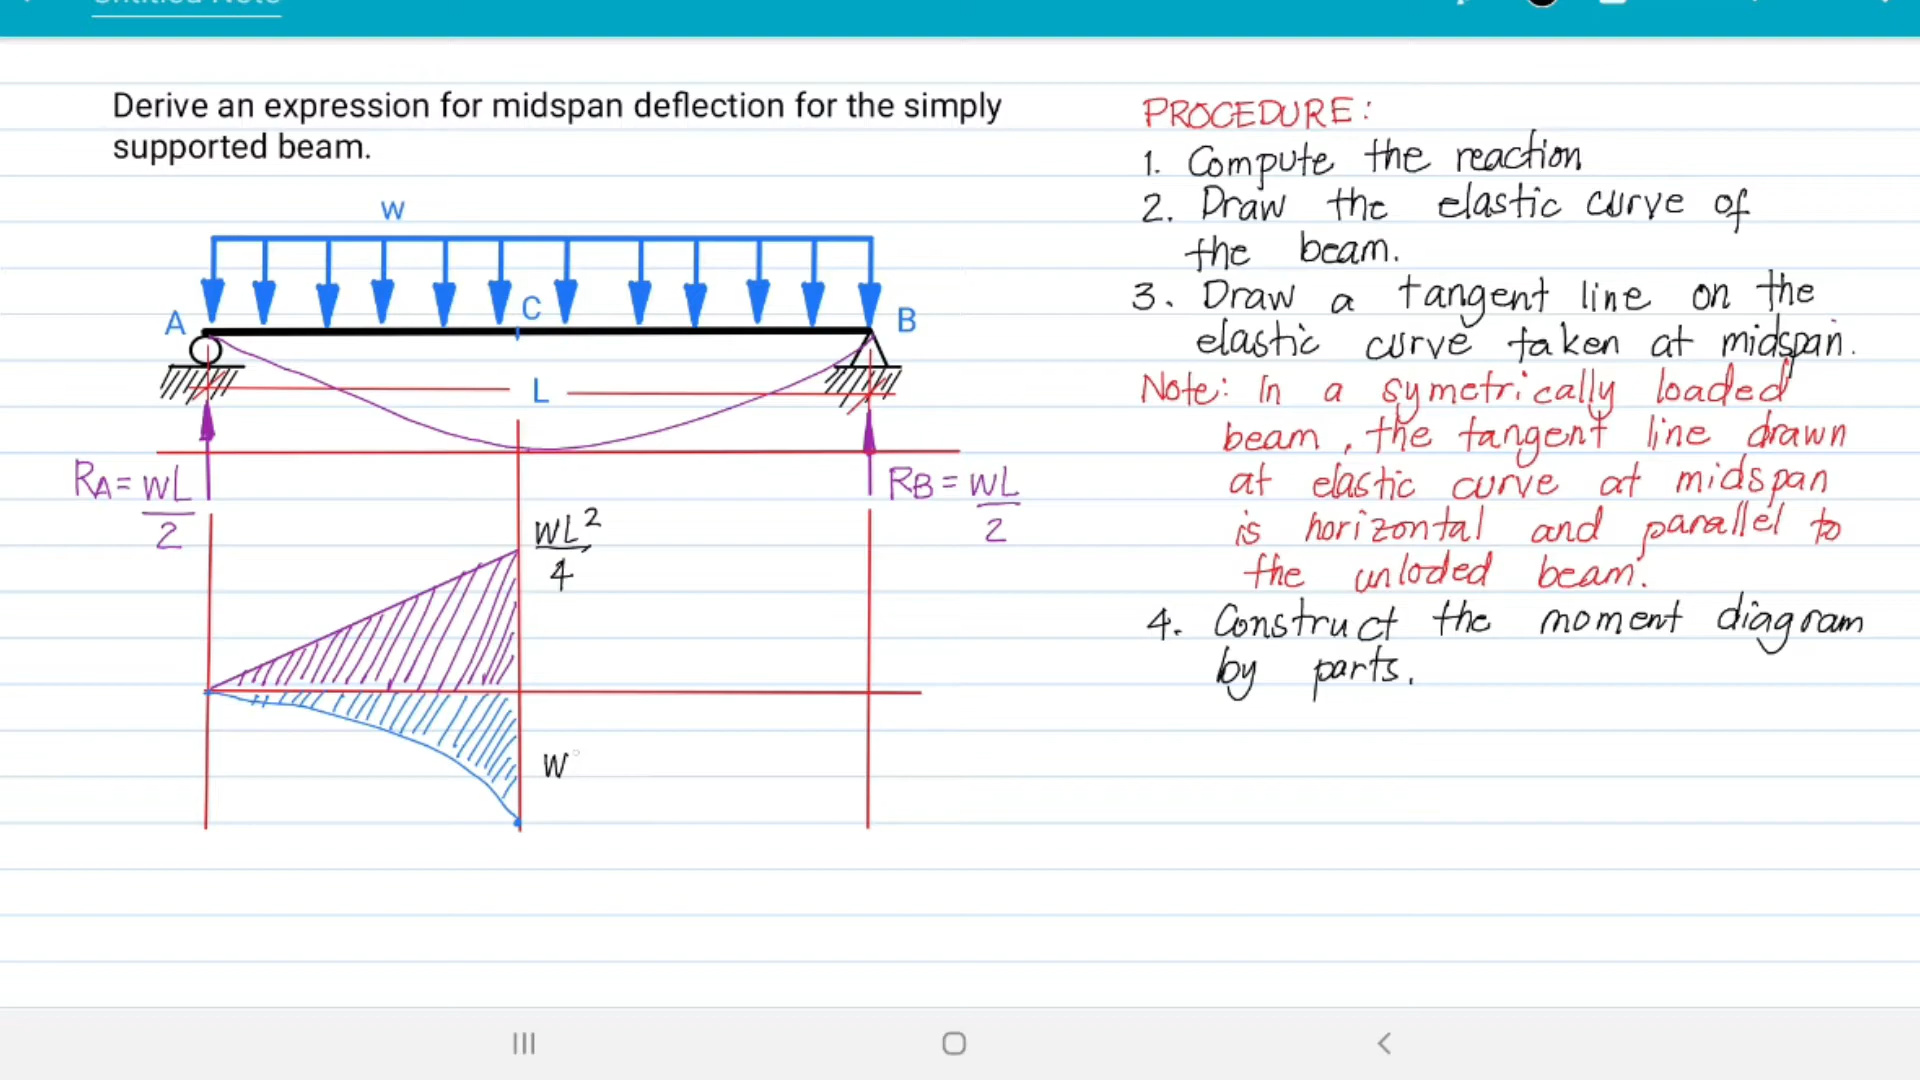 Untitled Note
Derive an expression for midspan deflection for the simply
supported beam.
w
A
C
B
L
RA = wL/2
RB = wL/2
WL²/4
W
PROCEDURE:
1. Compute the reaction
2. Draw the elastic curve of
the beam.
3. Draw a tangent line on the
elastic curve taken at midspan.
Note: In a symetrically loaded
beam, the tangent line drawn
at elastic curve at midspan
is horizontal and parallel to
the unloded beam.
4. Construct the moment diagram
by parts.